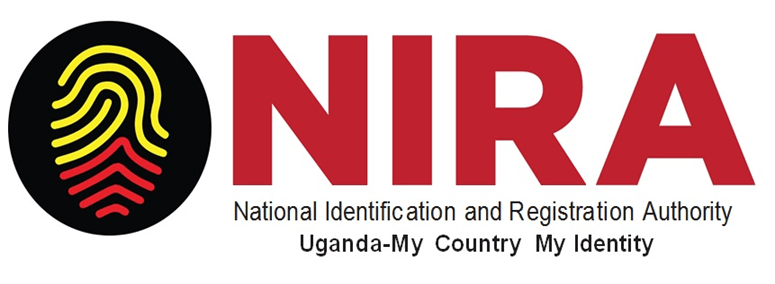 NIRA
National Identification and Registration Authority
Uganda-My Country My Identity